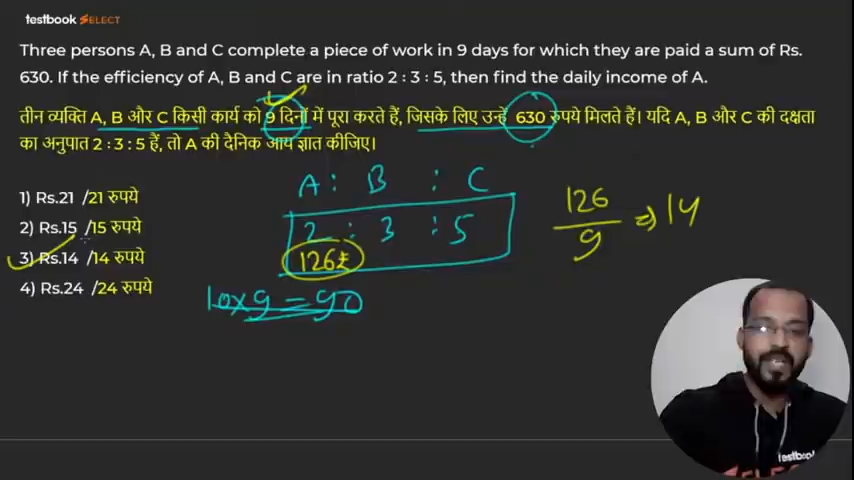 testbook SELECT
Three persons A, B and C complete a piece of work in 9 days for which they are paid a sum of Rs.
630. If the efficiency of A, B and C are in ratio 2 : 3 : 5, then find the daily income of A.
तीन व्यक्ति A, B और C किसी कार्य को 9 दिनों में पूरा करते हैं, जिसके लिए उन्हें 630 रुपये मिलते हैं। यदि A, B और C की दक्षता
का अनुपात 2 : 3 : 5 हैं, तो A की दैनिक आय ज्ञात कीजिए।
1) Rs.21 /21 रुपये
2) Rs.15 /15 रुपये
3) Rs.14 /14 रुपये
4) Rs.24 /24 रुपये
A : B : C
2 : 3 : 5
126₹
10x9 = 90
126
9 => 14
testbook
SELECT